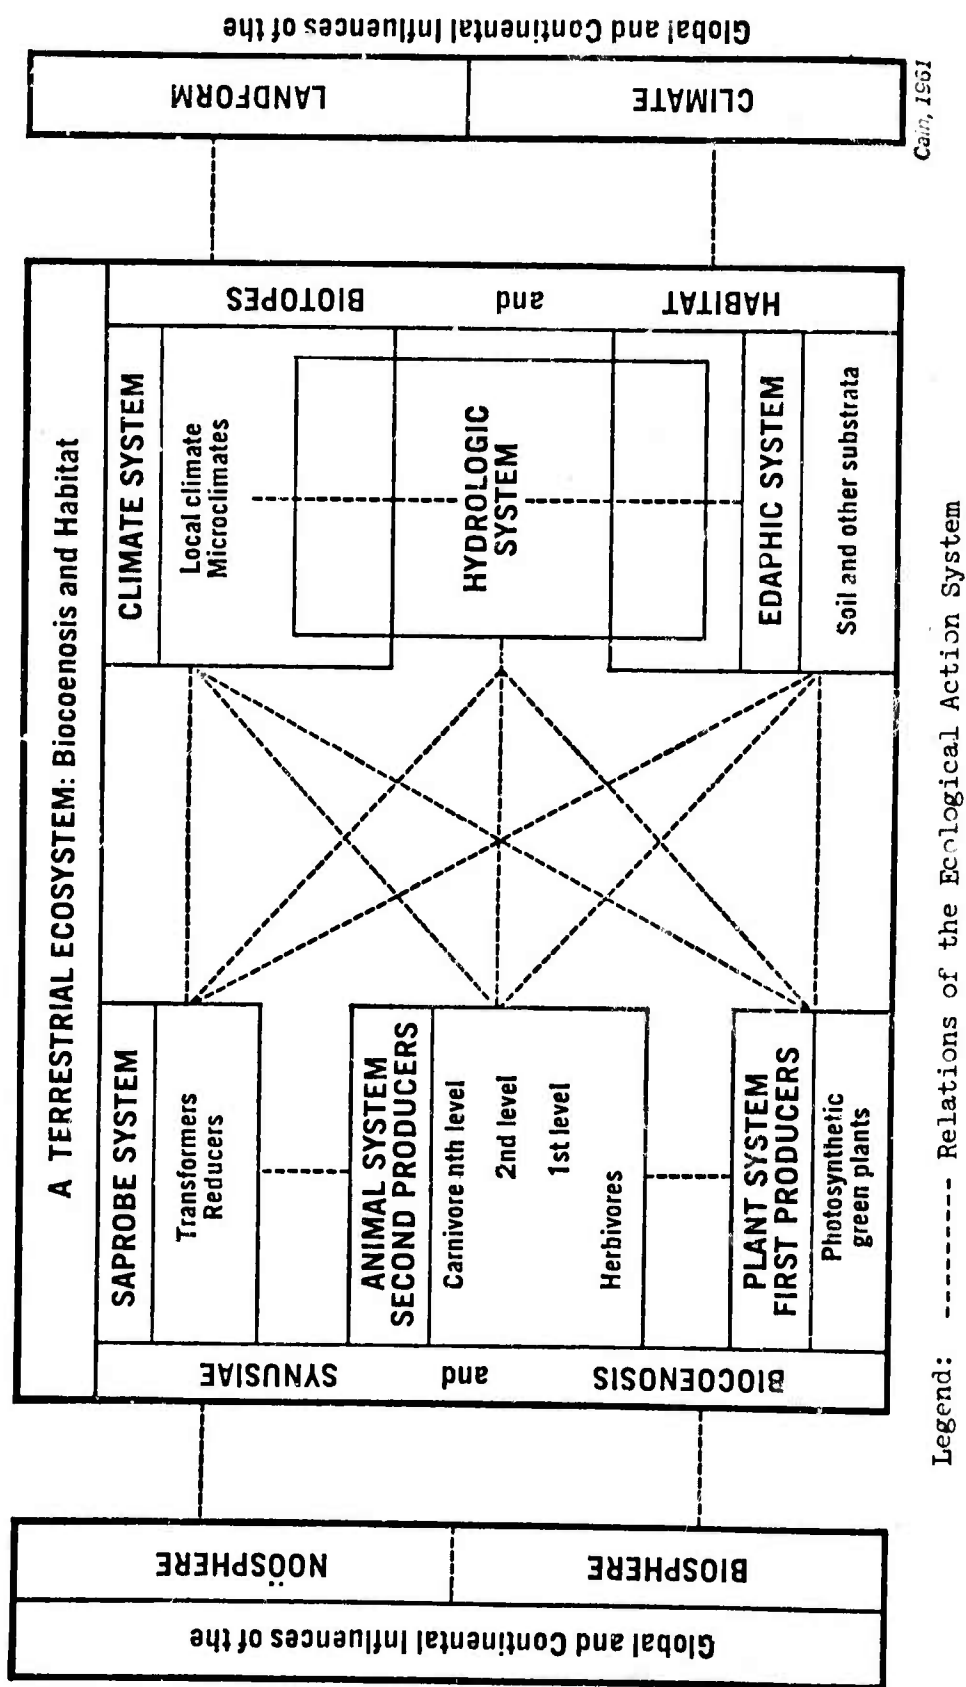 A TERRESTRIAL ECOSYSTEM: Biocoenosis and Habitat
Global and Continental Influences of the
NOÖSPHERE
BIOSPHERE
SYNUSIAE and BIOCOENOSIS
SAPROBE SYSTEM
Transformers
Reducers
ANIMAL SYSTEM
SECOND PRODUCERS
Carnivore nth level
2nd level
1st level
Herbivores
PLANT SYSTEM
FIRST PRODUCERS
Photosynthetic
green plants
CLIMATE SYSTEM
Local climate
Microclimates
HYDROLOGIC
SYSTEM
EDAPHIC SYSTEM
Soil and other substrata
BIOTOPES and HABITAT
LANDFORM
CLIMATE
Global and Continental Influences of the
Cain, 1961
Legend: -------- Relations of the Ecological Action System